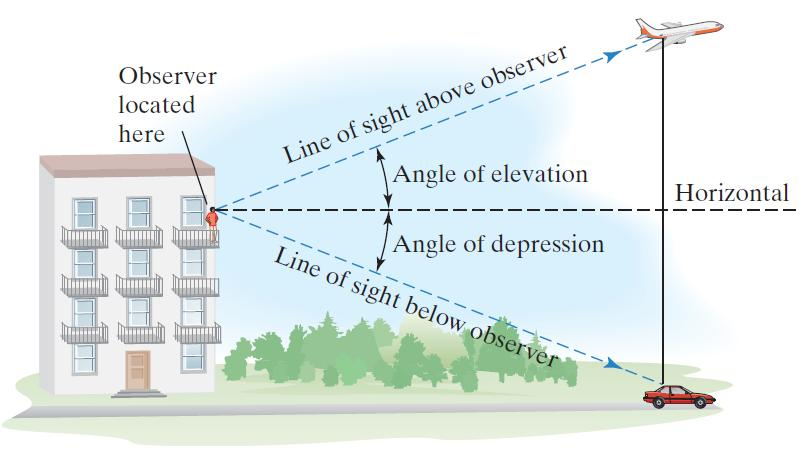 Observer
located
here
Line of sight above observer
Angle of elevation
Horizontal
Angle of depression
Line of sight below observer